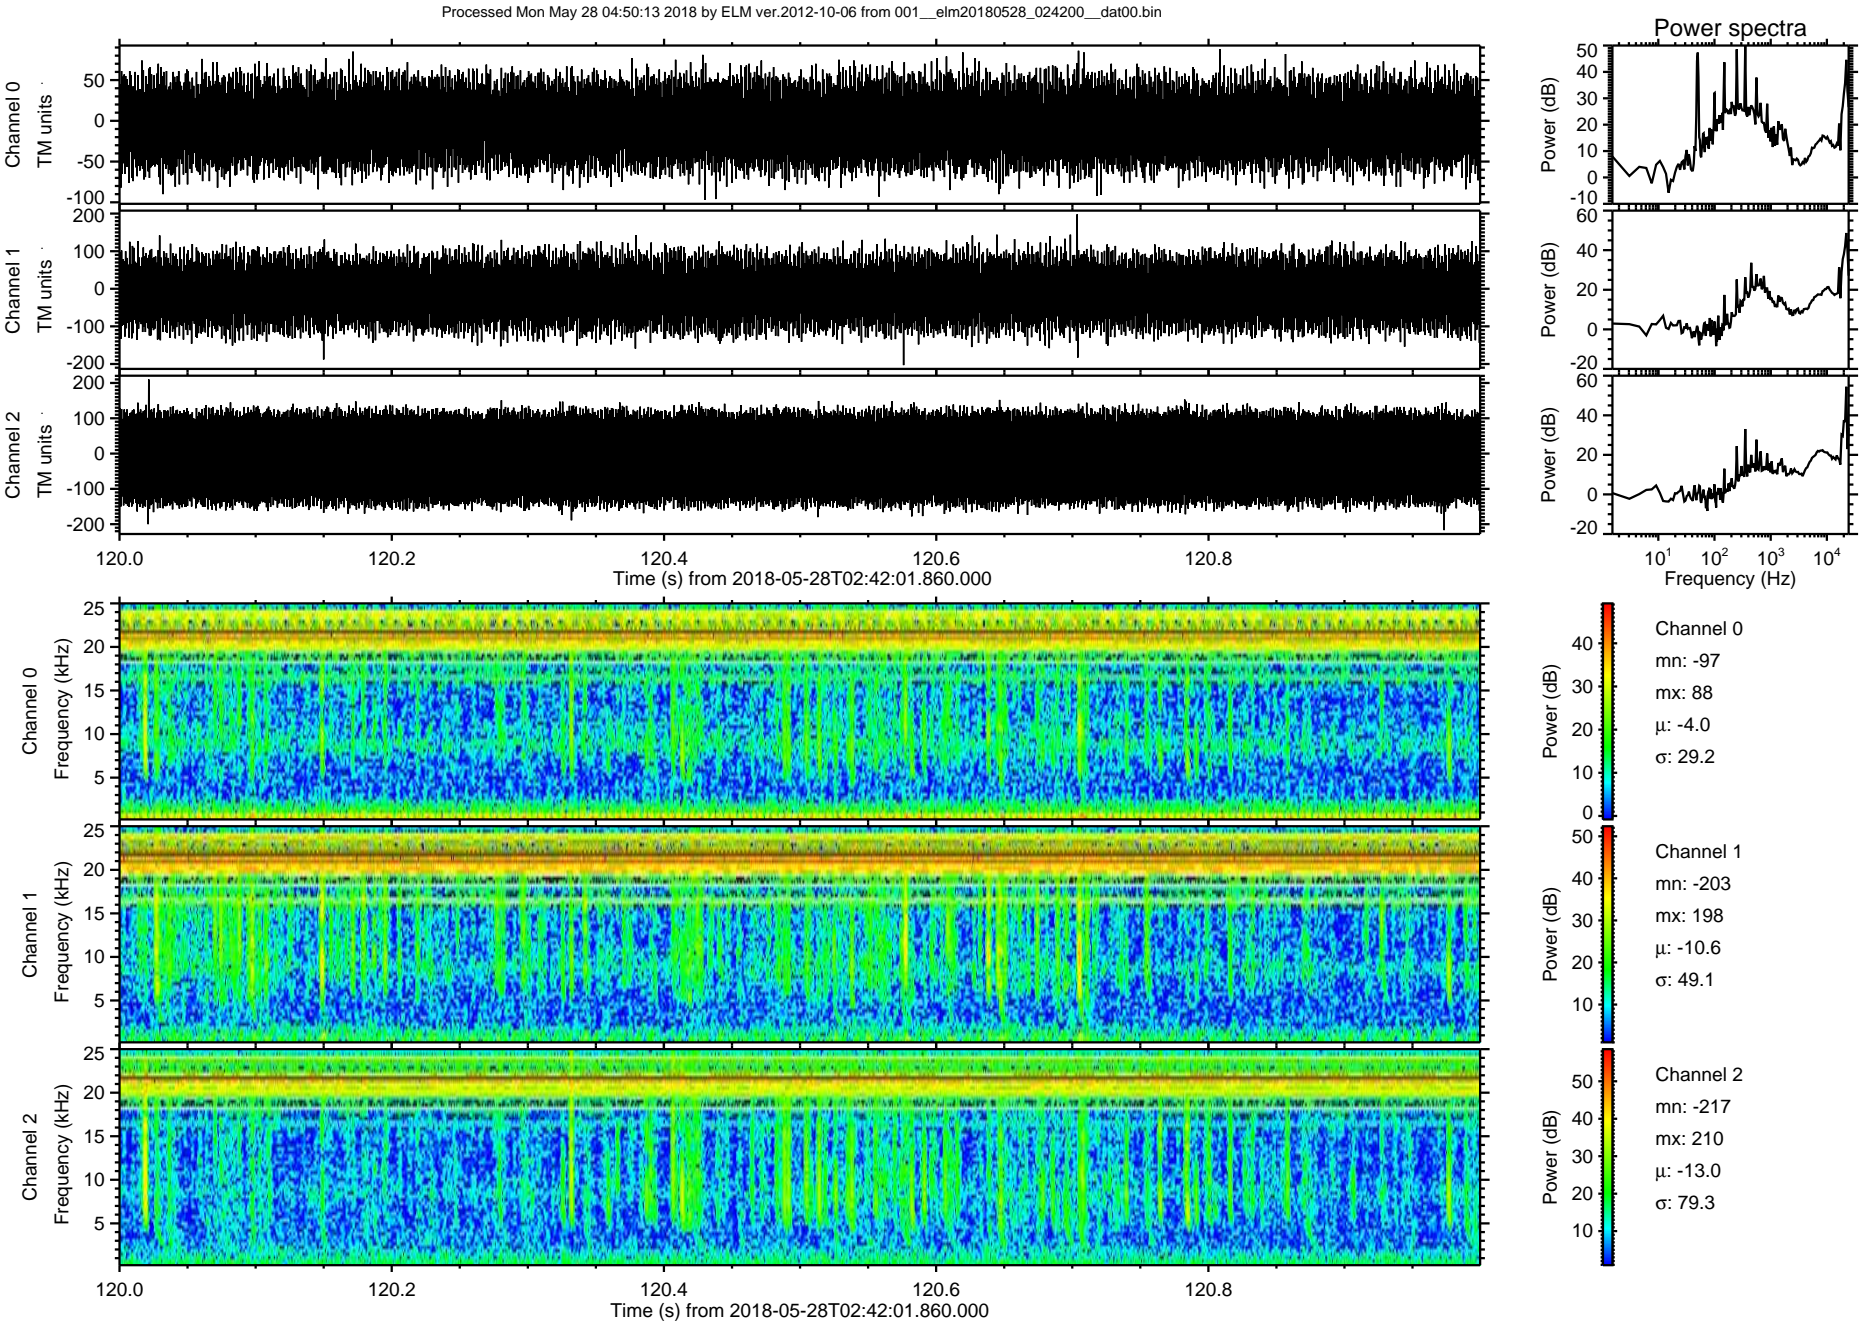 Processed Mon May 28 04:50:13 2018 by ELM ver.2012-10-06 from 001__elm20180528_024200__dat00.bin
Power spectra
Channel 0
TM units
50
0
-50
-100
Power (dB)
50
40
30
20
10
0
-10
Channel 1
TM units
200
100
0
-100
-200
Power (dB)
60
40
20
0
-20
Channel 2
TM units
200
100
0
-100
-200
Power (dB)
60
40
20
0
-20
120.0 120.2 120.4 120.6 120.8
Time (s) from 2018-05-28T02:42:01.860.000
10^1 10^2 10^3 10^4
Frequency (Hz)
Channel 0
Frequency (kHz)
25
20
15
10
5
Power (dB)
40
30
20
10
0
Channel 0
mn: -97
mx: 88
µ: -4.0
σ: 29.2
Channel 1
Frequency (kHz)
25
20
15
10
5
Power (dB)
50
40
30
20
10
Channel 1
mn: -203
mx: 198
µ: -10.6
σ: 49.1
Channel 2
Frequency (kHz)
25
20
15
10
5
Power (dB)
50
40
30
20
10
Channel 2
mn: -217
mx: 210
µ: -13.0
σ: 79.3
120.0 120.2 120.4 120.6 120.8
Time (s) from 2018-05-28T02:42:01.860.000